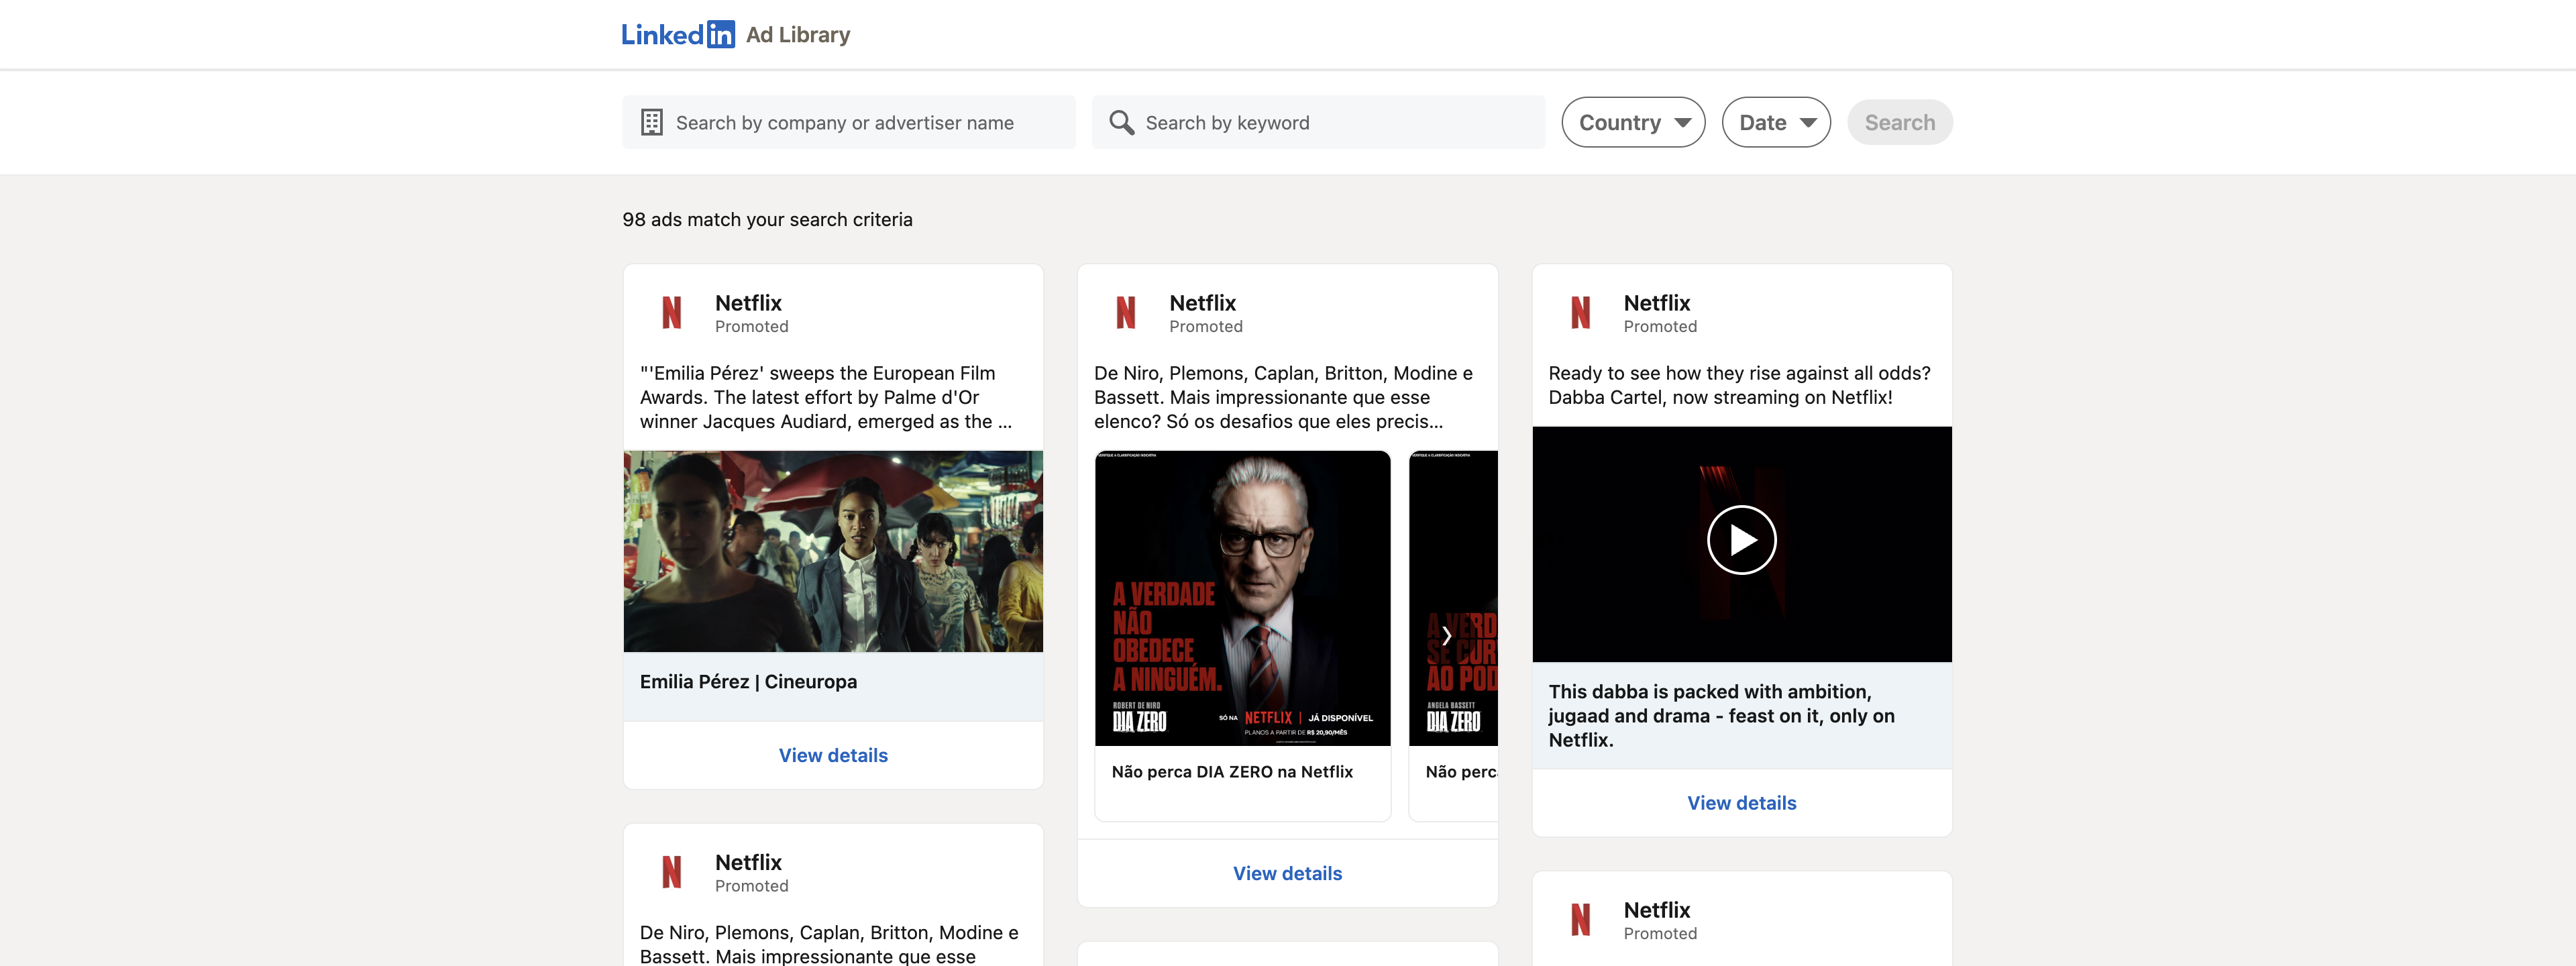 Linkedin Ad Library
Search by company or advertiser name
Search by keyword
Country
Date
Search
98 ads match your search criteria
Netflix
Promoted
"'Emilia Pérez' sweeps the European Film
Awards. The latest effort by Palme d'Or
winner Jacques Audiard, emerged as the ...
Emilia Pérez | Cineuropa
View details
Netflix
Promoted
De Niro, Plemons, Caplan, Britton, Modine e
Bassett. Mais impressionante que esse
Netflix
Promoted
De Niro, Plemons, Caplan, Britton, Modine e
Bassett. Mais impressionante que esse
elenco? Só os desafios que eles precis...
A VERDADE
NÃO
OBEDECE
A NINGUÉM.
ROBERT DE NIRO
DIA ZERO
SÓ NA NETFLIX | JÁ DISPONÍVEL
PLANOS A PARTIR DE R$ 20,90/MÊS
Não perca DIA ZERO na Netflix
A VERD
SE CUR
AO POD
ANGELA BASSETT
DIA ZERO
Não perc
View details
Netflix
Promoted
Ready to see how they rise against all odds?
Dabba Cartel, now streaming on Netflix!
This dabba is packed with ambition,
jugaad and drama - feast on it, only on
Netflix.
View details
Netflix
Promoted